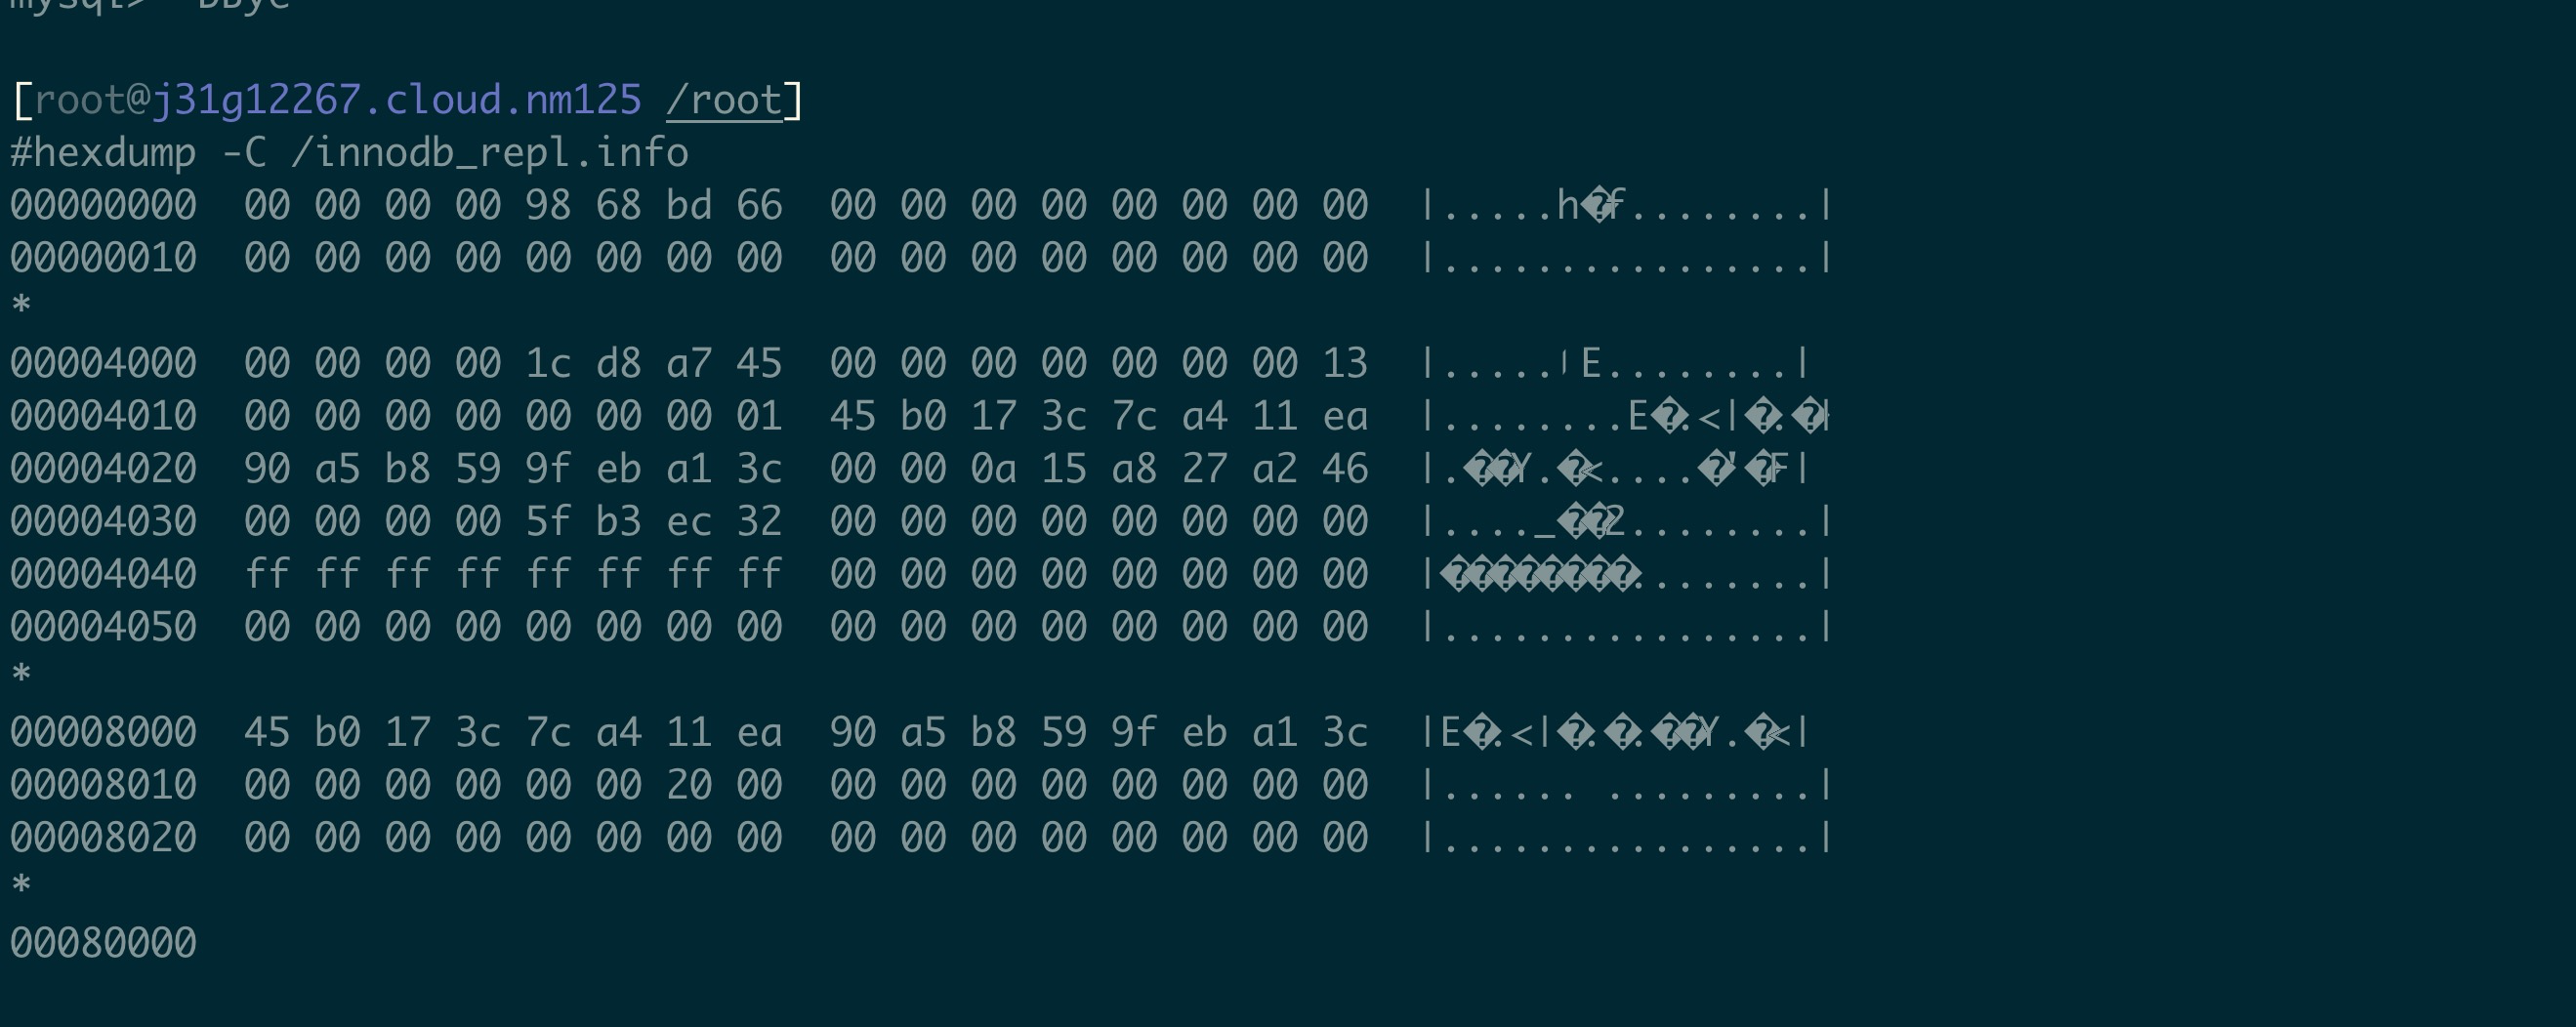 mysql> ^DBye
[root@j31g12267.cloud.nm125 /root]
#hexdump -C /innodb_repl.info
00000000  00 00 00 00 98 68 bd 66  00 00 00 00 00 00 00 00  |.....h�f........|
00000010  00 00 00 00 00 00 00 00  00 00 00 00 00 00 00 00  |................|
*
00004000  00 00 00 00 1c d8 a7 45  00 00 00 00 00 00 00 13  |.....اE........|
00004010  00 00 00 00 00 00 00 01  45 b0 17 3c 7c a4 11 ea  |........E�.<|�.�|
00004020  90 a5 b8 59 9f eb a1 3c  00 00 0a 15 a8 27 a2 46  |.��Y.�<....�'�F|
00004030  00 00 00 00 5f b3 ec 32  00 00 00 00 00 00 00 00  |...._��2........|
00004040  ff ff ff ff ff ff ff ff  00 00 00 00 00 00 00 00  |��������........|
00004050  00 00 00 00 00 00 00 00  00 00 00 00 00 00 00 00  |................|
*
00008000  45 b0 17 3c 7c a4 11 ea  90 a5 b8 59 9f eb a1 3c  |E�.<|�.�.��Y.�<|
00008010  00 00 00 00 00 00 20 00  00 00 00 00 00 00 00 00  |...... .........|
00008020  00 00 00 00 00 00 00 00  00 00 00 00 00 00 00 00  |................|
*
00080000